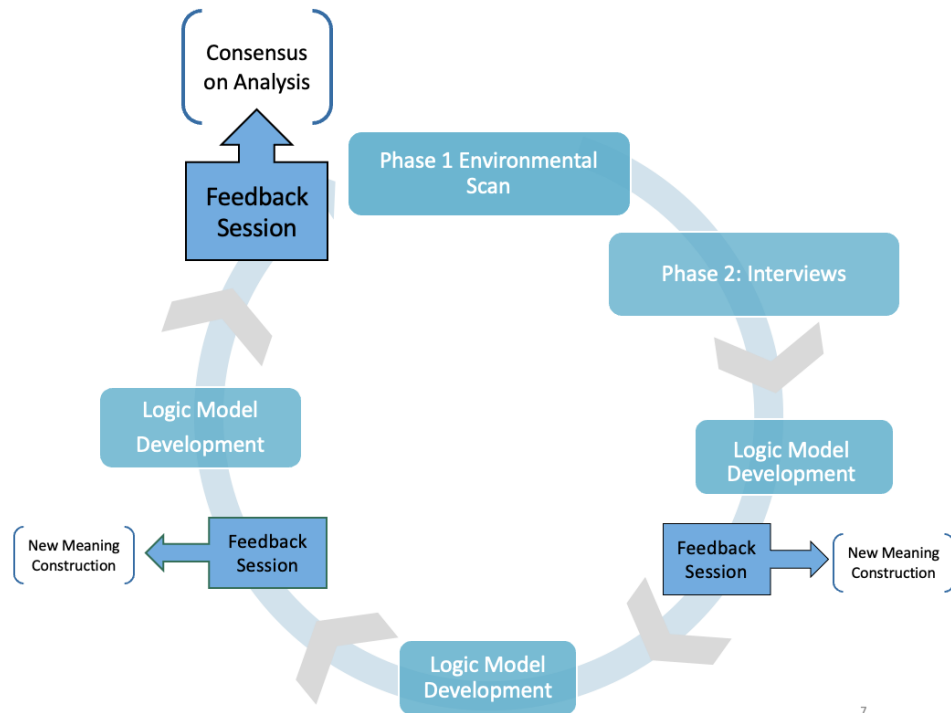 Consensus
on Analysis
Feedback
Session
Phase 1 Environmental
Scan
Phase 2: Interviews
Logic Model
Development
Feedback
Session
New Meaning
Construction
Logic Model
Development
Feedback
Session
New Meaning
Construction
Logic Model
Development
7